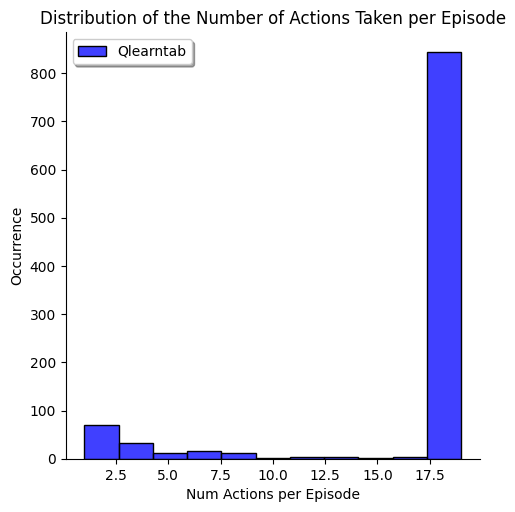 Distribution of the Number of Actions Taken per Episode
Qlearntab
800
700
600
500
400
300
200
100
0
Occurrence
2.5 5.0 7.5 10.0 12.5 15.0 17.5
Num Actions per Episode